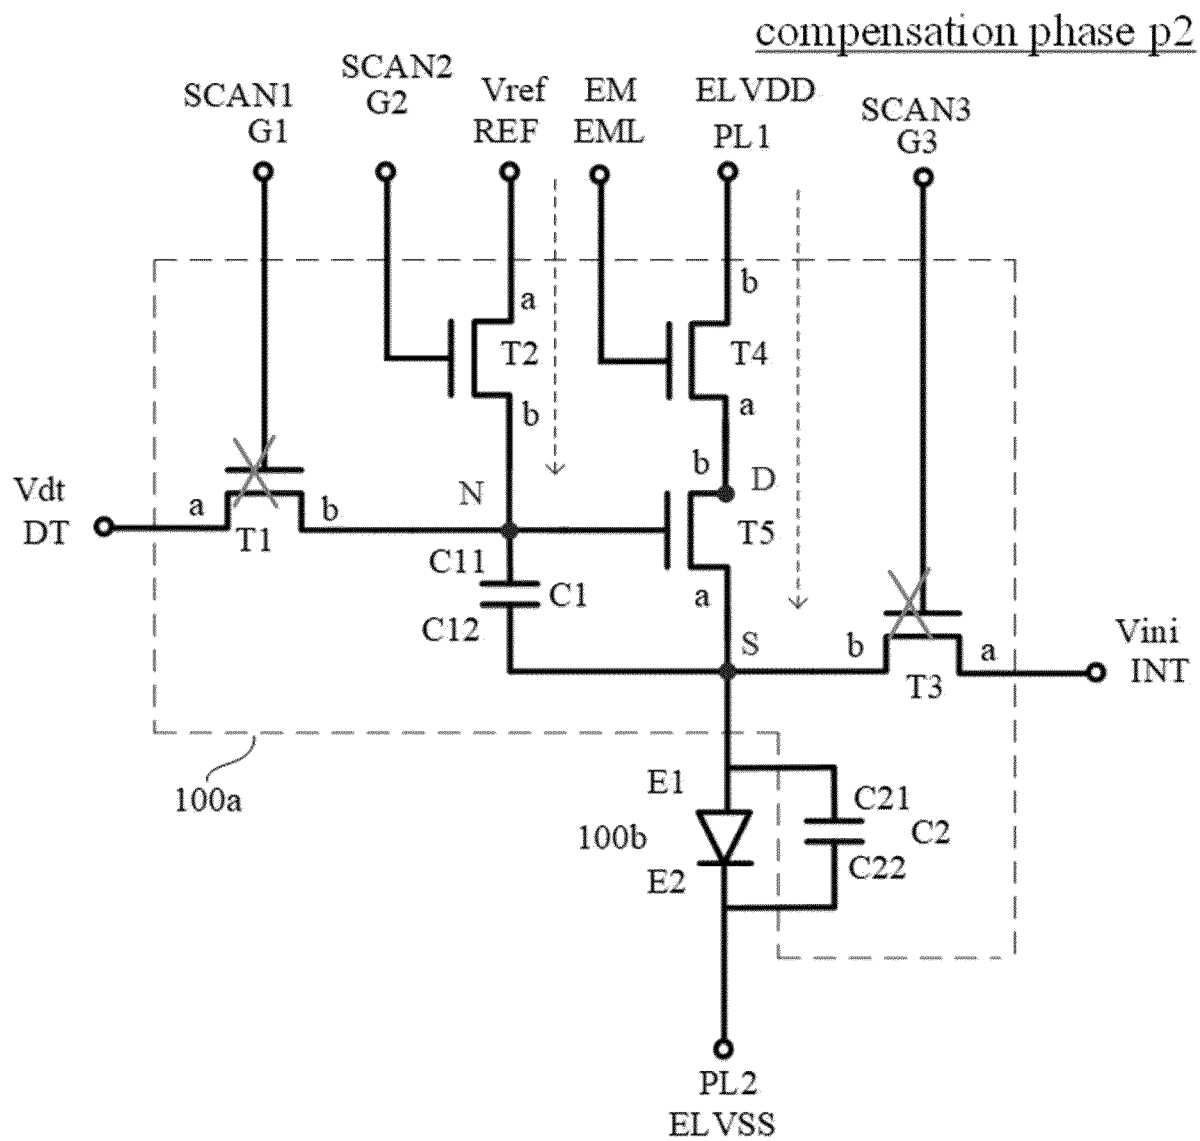 compensation phase p2
SCAN1
G1
SCAN2
G2
Vref
REF
EM
EML
ELVDD
PL1
SCAN3
G3
a
T2
b
b
T4
a
Vdt
DT
a
T1
b
N
b
D
T5
a
C11
C1
C12
S
b
T3
a
Vini
INT
100a
E1
100b
E2
C21
C2
C22
PL2
ELVSS